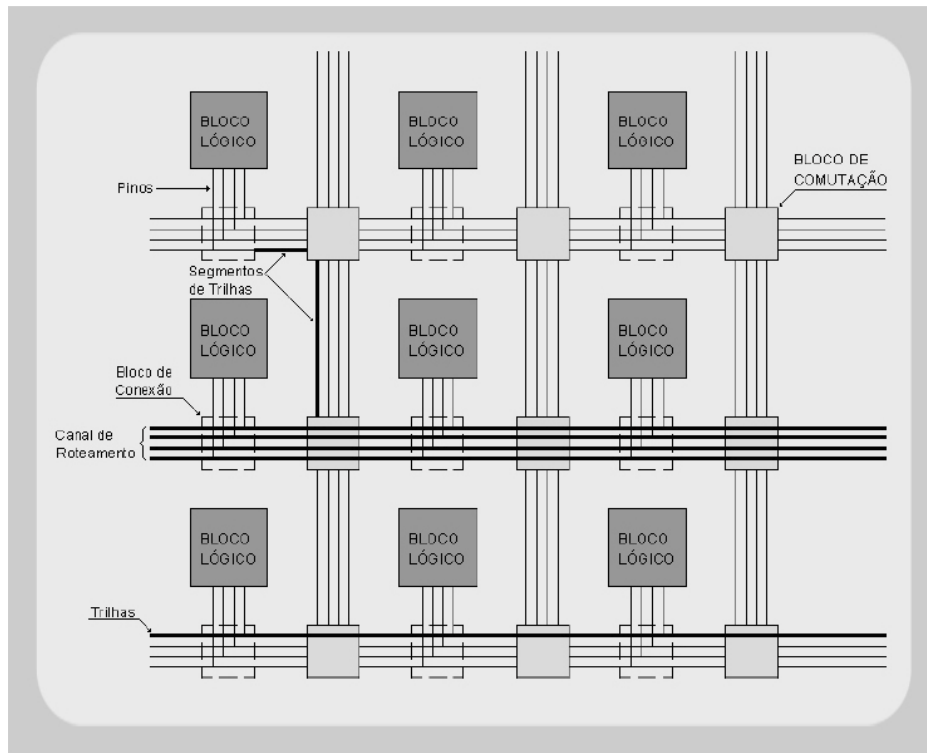 BLOCO
LÓGICO
BLOCO
LÓGICO
BLOCO
LÓGICO
BLOCO DE
COMUTAÇÃO
Pinos
Segmentos
de Trilhas
BLOCO
LÓGICO
BLOCO
LÓGICO
BLOCO
LÓGICO
Bloco de
Conexão
Canal de
Roteamento
BLOCO
LÓGICO
BLOCO
LÓGICO
BLOCO
LÓGICO
Trilhas